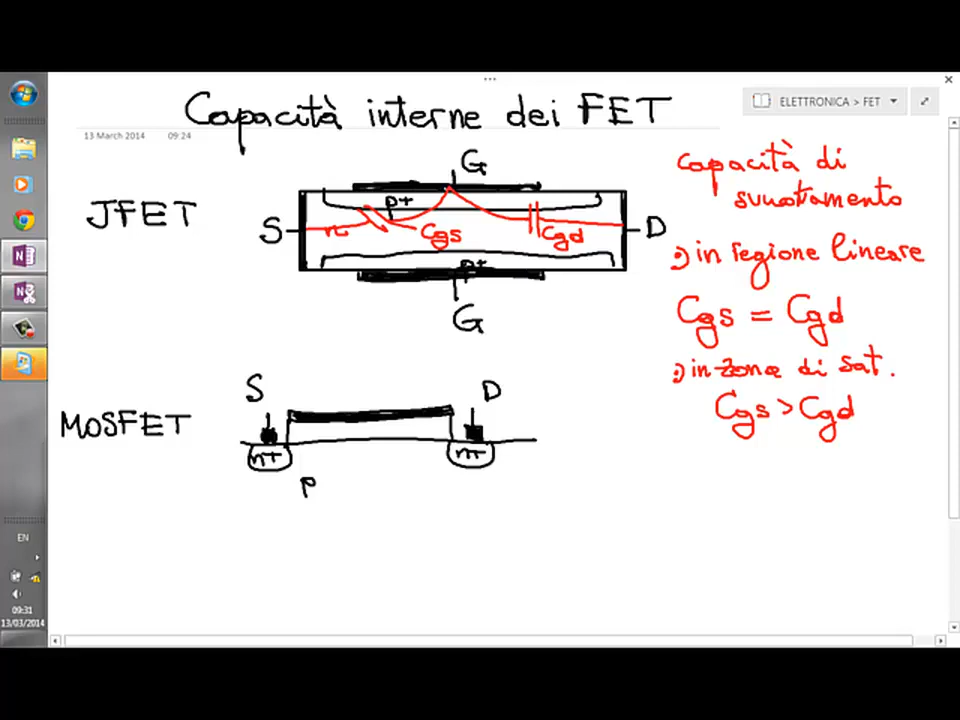 Capacità interne dei FET
ELETTRONICA > FET
13 March 2014 09:24
JFET
G
S
p+
n
Cgs
Cgd
D
p+
G
capacità di
svuotamento
•) in regione lineare
Cgs = Cgd
•) in zona di sat.
Cgs > Cgd
MOSFET
S
D
n+
n+
p
EN
09:31
13/03/2014